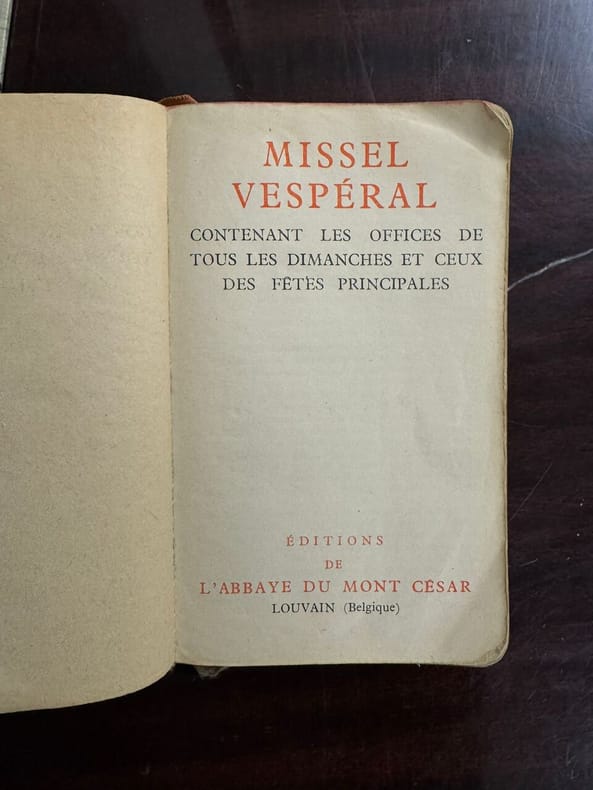 MISSEL
VESPÉRAL
CONTENANT LES OFFICES DE
TOUS LES DIMANCHES ET CEUX
DES FÊTES PRINCIPALES
ÉDITIONS
DE
L'ABBAYE DU MONT CÉSAR
LOUVAIN (Belgique)